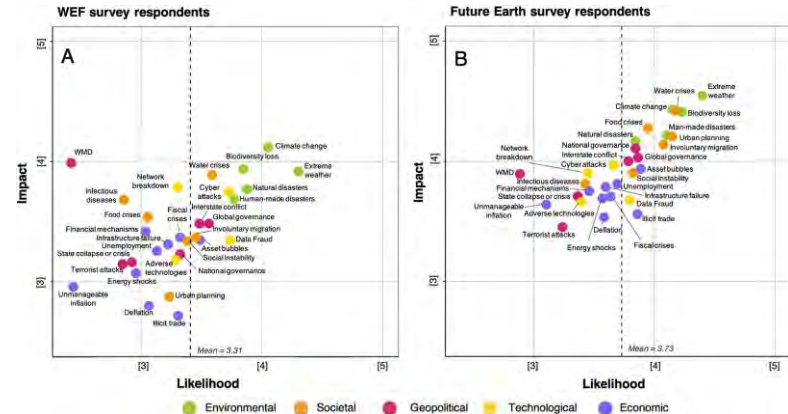 WEF survey respondents
A
[5]
[4]
[3]
Impact
WMD
Infectious
diseases
Network
breakdown
Water crises
Biodiversity loss
Climate change
Extreme
weather
Cyber
attacks
Natural disasters
Human-made disasters
Food crises
Fiscal
crises
Interstate conflict
Global governance
Financial mechanisms
Infrastructure failure
Unemployment
Involuntary migration
Data Fraud
State collapse or crisis
Asset bubbles
Terrorist attacks
Adverse
technologies
Social Instability
National governance
Energy shocks
Unmanageable
inflation
Urban planning
Deflation
Illicit trade
Mean = 3.31
[3]
[4]
[5]
Likelihood
Future Earth survey respondents
B
[5]
[4]
[3]
Impact
Water crises
Extreme
weather
Climate change
Biodiversity loss
Food crises
Man-made disasters
Natural disasters
Urban planning
National governance
Involuntary migration
Network
breakdown
Interstate conflict
Global governance
Cyber attacks
WMD
Asset bubbles
Infectious diseases
Social Instability
Financial mechanisms
Unemployment
State collapse or crisis
Infrastructure failure
Unmanageable
inflation
Data Fraud
Adverse technologies
Illicit trade
Terrorist attacks
Deflation
Energy shocks
Fiscal crises
Mean = 3.73
[3]
[4]
[5]
Likelihood
Environmental
Societal
Geopolitical
Technological
Economic